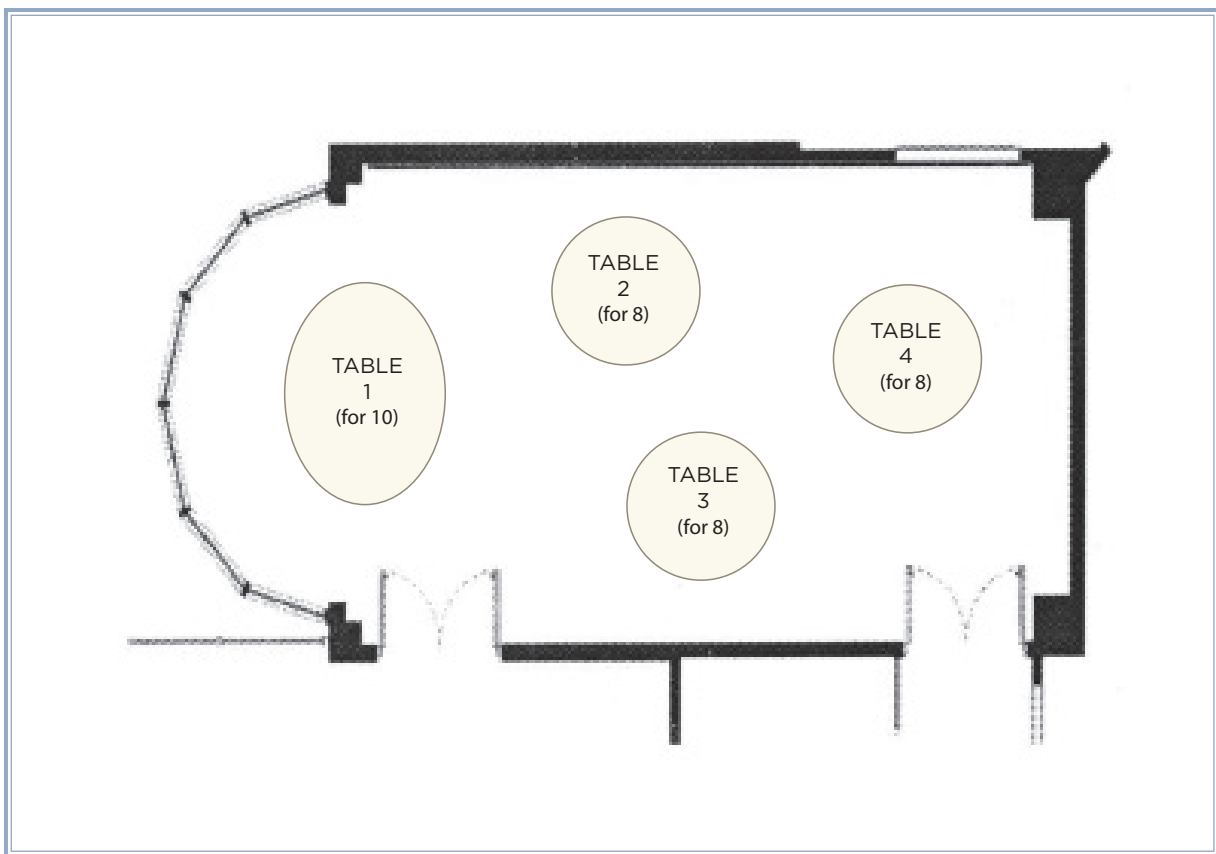 TABLE
1
(for 10)
TABLE
2
(for 8)
TABLE
3
(for 8)
TABLE
4
(for 8)